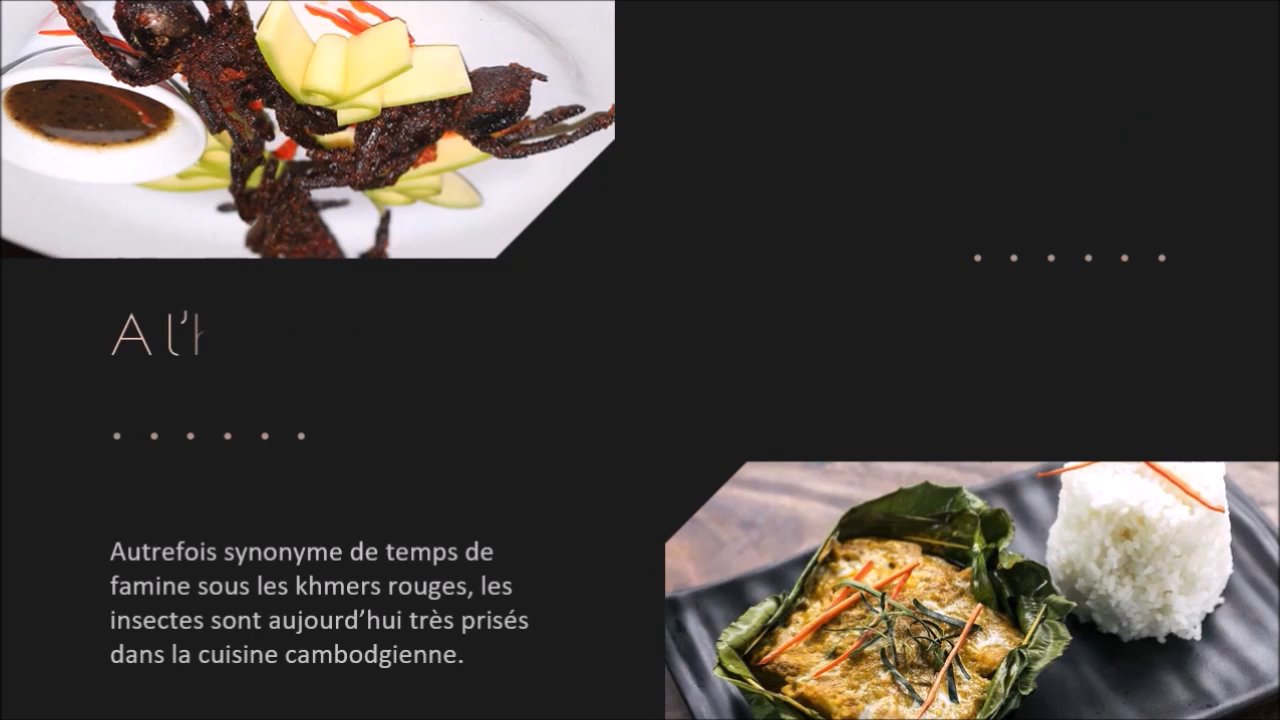 A l’h
Autrefois synonyme de temps de
famine sous les khmers rouges, les
insectes sont aujourd’hui très prisés
dans la cuisine cambodgienne.